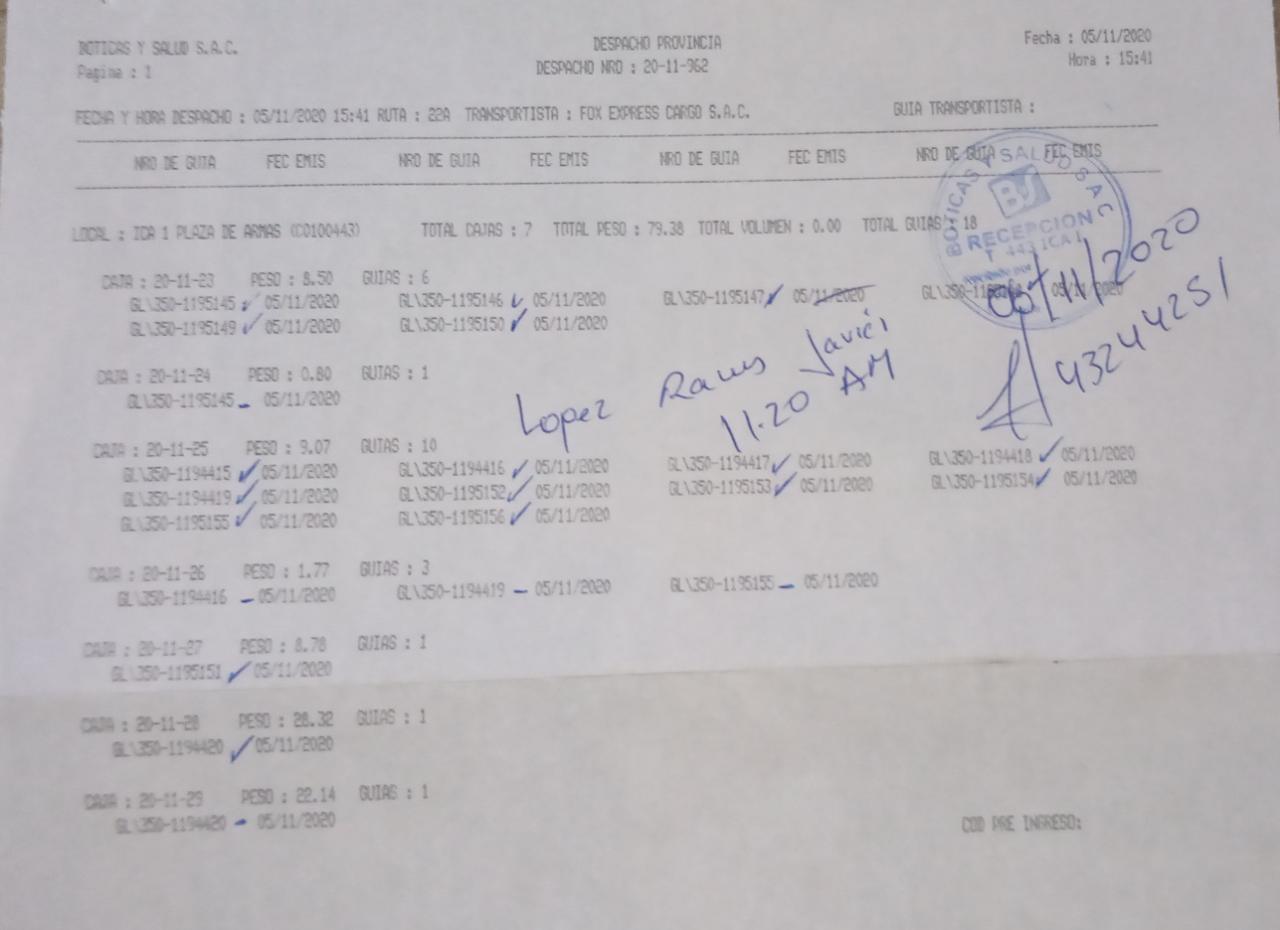 BOTICAS Y SALUD S.A.C. DESPACHO PROVINCIA Fecha : 05/11/2020
Pagina : 1 DESPACHO NRO : 20-11-962 Hora : 15:41
FECHA Y HORA DESPACHO : 05/11/2020 15:41 RUTA : 22A TRANSPORTISTA : FOX EXPRESS CARGO S.A.C. GUIA TRANSPORTISTA :
NRO DE GUIA FEC EMIS NRO DE GUIA FEC EMIS NRO DE GUIA FEC EMIS NRO DE GUIA FEC EMIS
BOTICAS Y SALUD S A C
BS
RECEPCION
LOCAL : ICA 1 PLAZA DE ARMAS (C0100443) TOTAL CAJAS : 7 TOTAL PESO : 79.38 TOTAL VOLUMEN : 0.00 TOTAL GUIAS : 18
T 443 ICA 1
06/11/2020
CAJA : 20-11-23 PESO : 8.50 GUIAS : 6
GL\350-1195145 ✓ 05/11/2020 GL\350-1195146 ✓ 05/11/2020 GL\350-1195147 ✓ 05/11/2020
GL\350-1195149 ✓ 05/11/2020 GL\350-1195150 ✓ 05/11/2020
43244251
CAJA : 20-11-24 PESO : 0.80 GUIAS : 1
GL\350-1195145 - 05/11/2020
Lopez Ramos Javier
11:20 AM
CAJA : 20-11-25 PESO : 9.07 GUIAS : 10
GL\350-1194415 ✓ 05/11/2020 GL\350-1194416 ✓ 05/11/2020 GL\350-1194417 ✓ 05/11/2020 GL\350-1194418 ✓ 05/11/2020
GL\350-1194419 ✓ 05/11/2020 GL\350-1195152 ✓ 05/11/2020 GL\350-1195153 ✓ 05/11/2020 GL\350-1195154 ✓ 05/11/2020
GL\350-1195155 ✓ 05/11/2020 GL\350-1195156 ✓ 05/11/2020
CAJA : 20-11-26 PESO : 1.77 GUIAS : 3
GL\350-1194416 - 05/11/2020 GL\350-1194419 - 05/11/2020 GL\350-1195155 - 05/11/2020
CAJA : 20-11-27 PESO : 8.78 GUIAS : 1
GL\350-1195151 ✓ 05/11/2020
CAJA : 20-11-28 PESO : 28.32 GUIAS : 1
GL\350-1194420 ✓ 05/11/2020
CAJA : 20-11-29 PESO : 22.14 GUIAS : 1
GL\350-1194420 - 05/11/2020
COD PRE INGRESO: